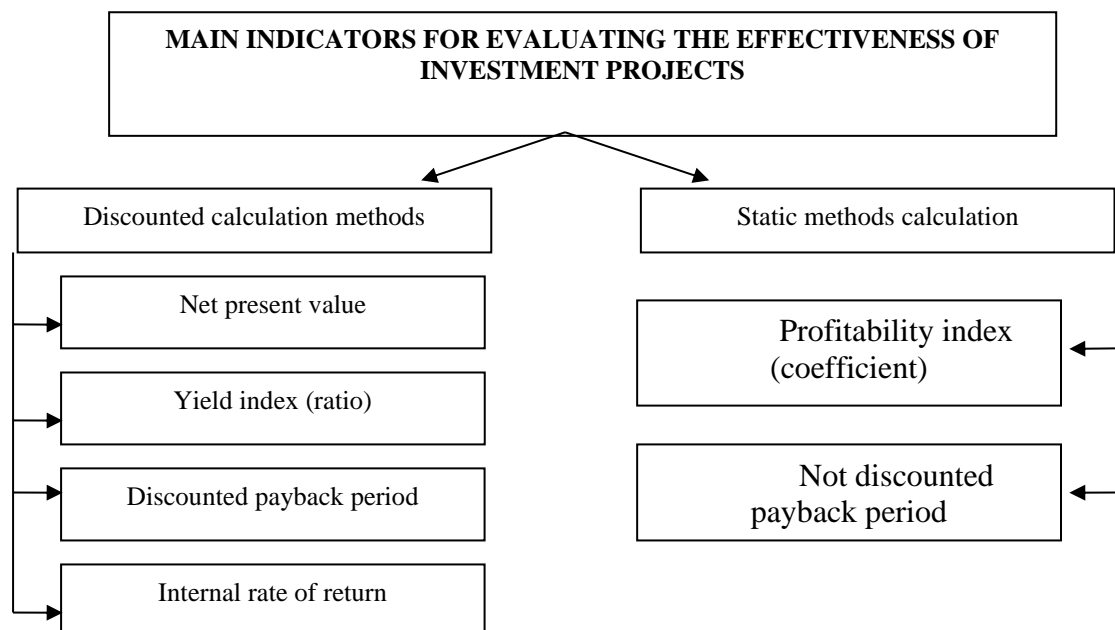 MAIN INDICATORS FOR EVALUATING THE EFFECTIVENESS OF
INVESTMENT PROJECTS
Discounted calculation methods
Static methods calculation
Net present value
Yield index (ratio)
Discounted payback period
Internal rate of return
Profitability index
(coefficient)
Not discounted
payback period